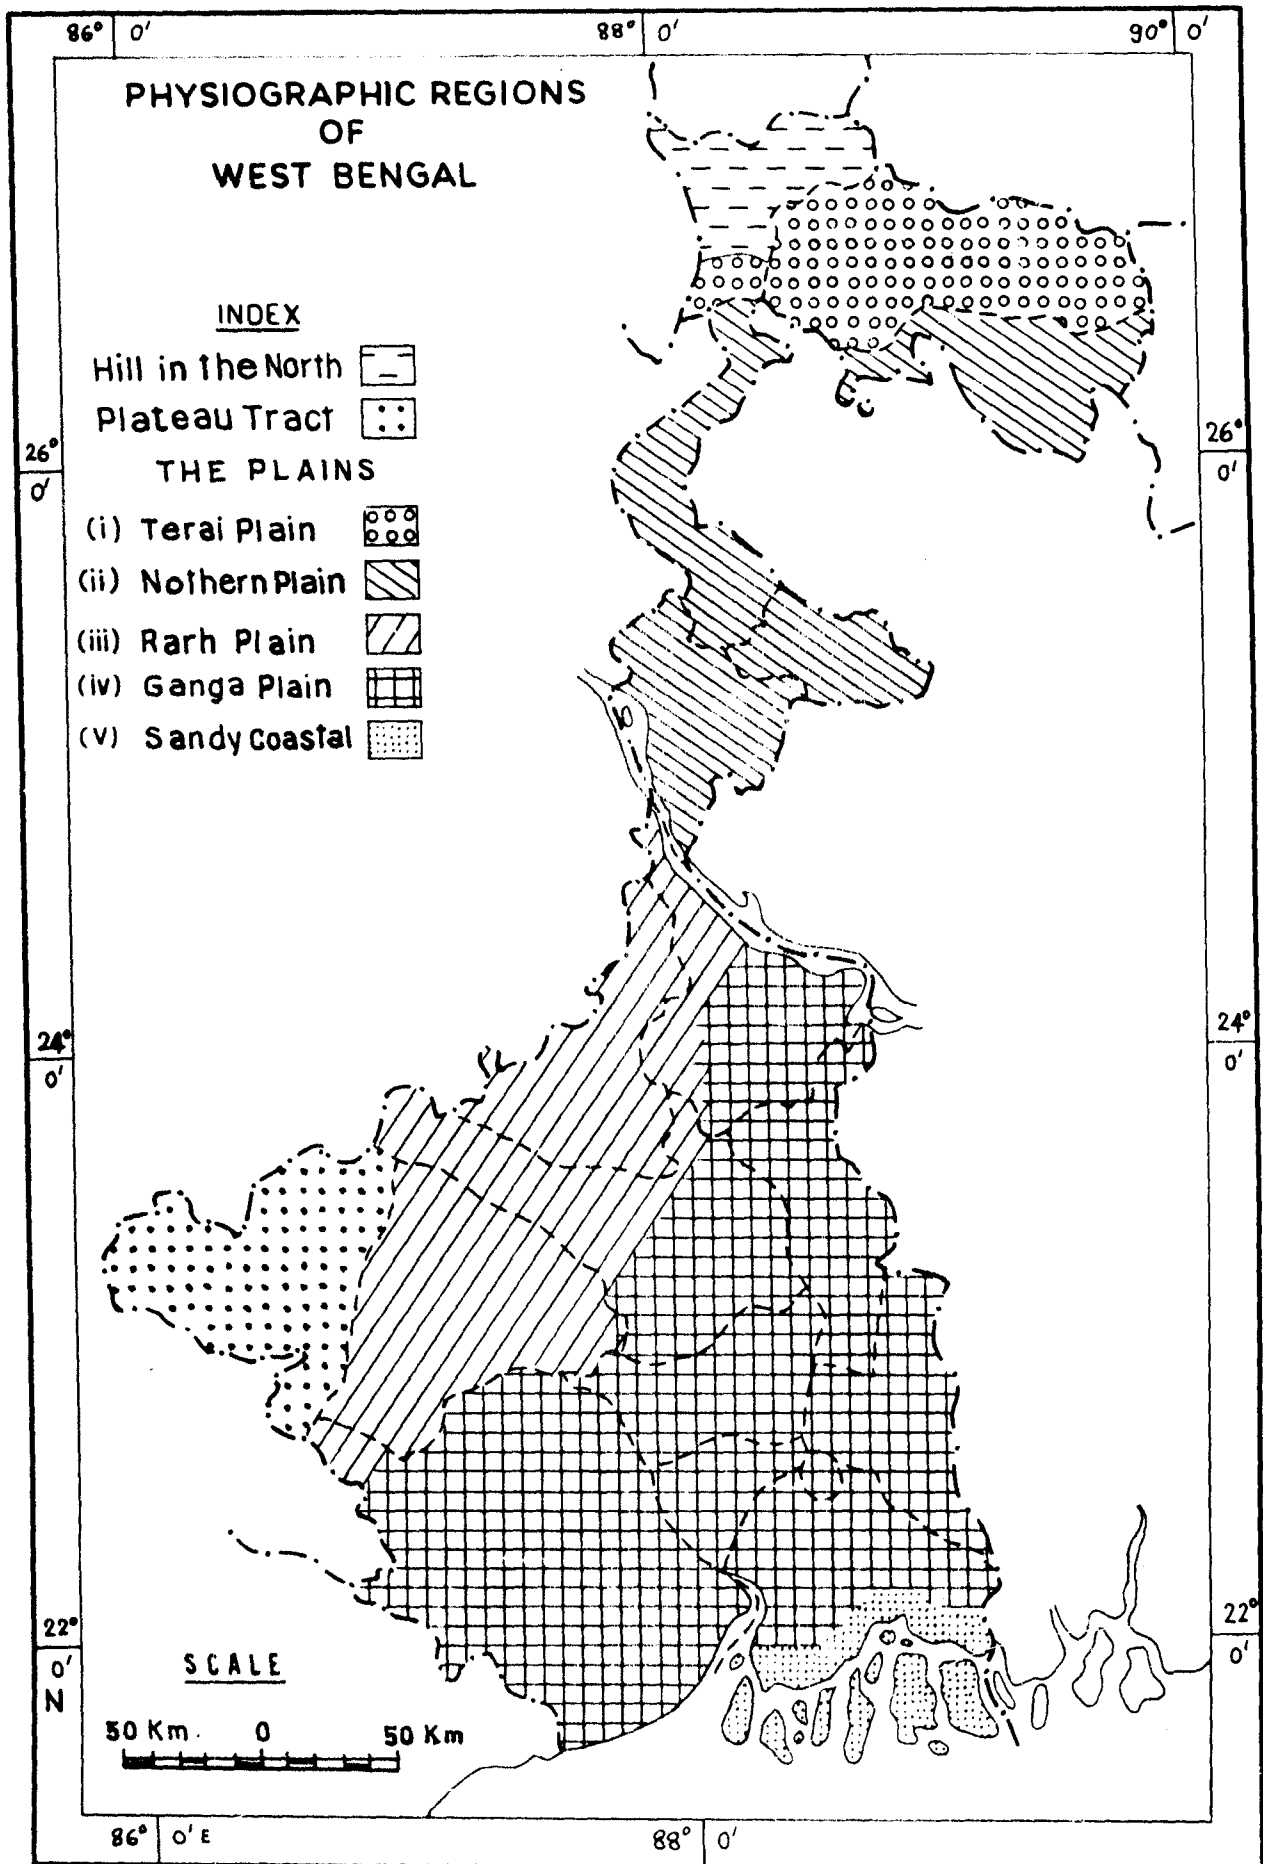 86° 0' 88° 0' 90° 0'
PHYSIOGRAPHIC REGIONS
OF
WEST BENGAL
INDEX
Hill in the North
Plateau Tract
THE PLAINS
(i) Terai Plain
(ii) Nothern Plain
(iii) Rarh Plain
(iv) Ganga Plain
(v) Sandy Coastal
26°
0'
26°
0'
24°
0'
24°
0'
22°
0'
N
22°
0'
SCALE
50 Km. 0 50 Km
86° 0' E 88° 0'